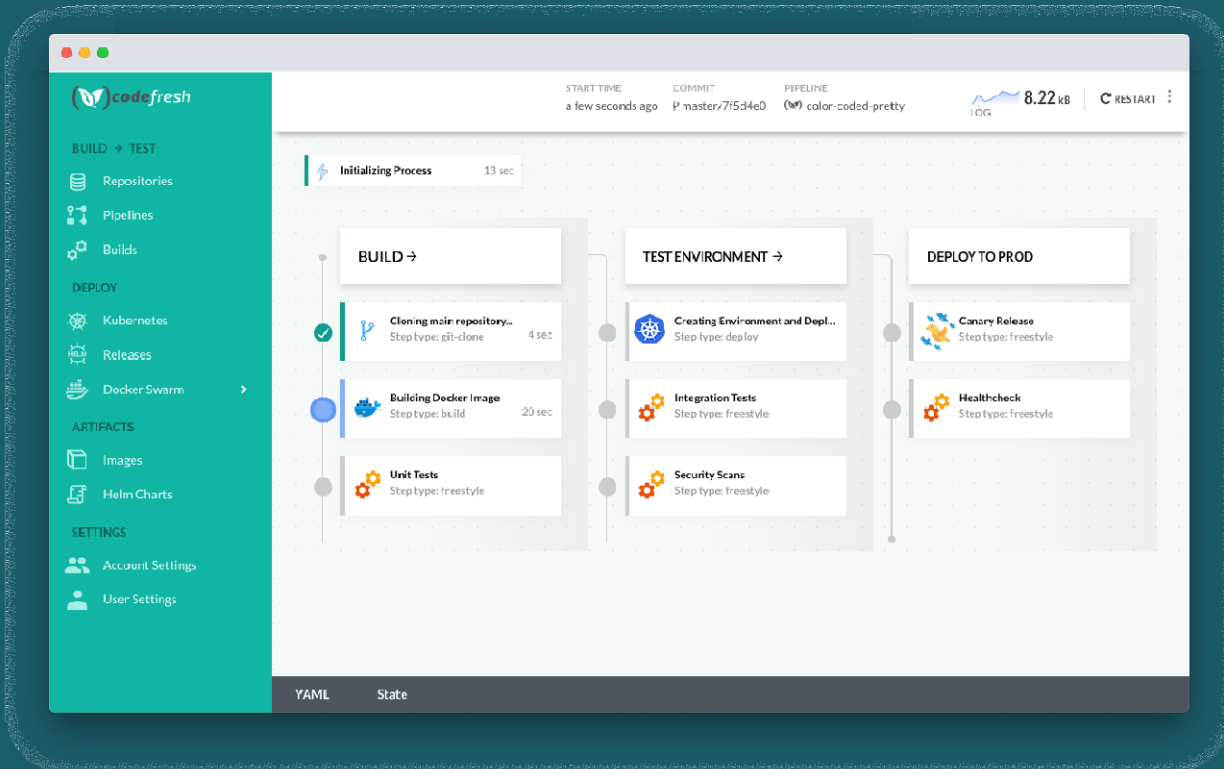 codefresh
START TIME
a few seconds ago
COMMIT
master/7f5d4e0
PIPELINE
color-coded-pretty
LOG
8.22 kB
RESTART
BUILD → TEST
Repositories
Pipelines
Builds
DEPLOY
Kubernetes
HELM
Releases
Docker Swarm
ARTIFACTS
Images
Helm Charts
SETTINGS
Account Settings
User Settings
Initializing Process 13 sec
BUILD →
Cloning main repository...
Step type: git-clone 4 sec
Building Docker Image
Step type: build 20 sec
Unit Tests
Step type: freestyle
TEST ENVIRONMENT →
Creating Environment and Depl...
Step type: deploy
Integration Tests
Step type: freestyle
Security Scans
Step type: freestyle
DEPLOY TO PROD
Canary Release
Step type: freestyle
Healthcheck
Step type: freestyle
YAML State